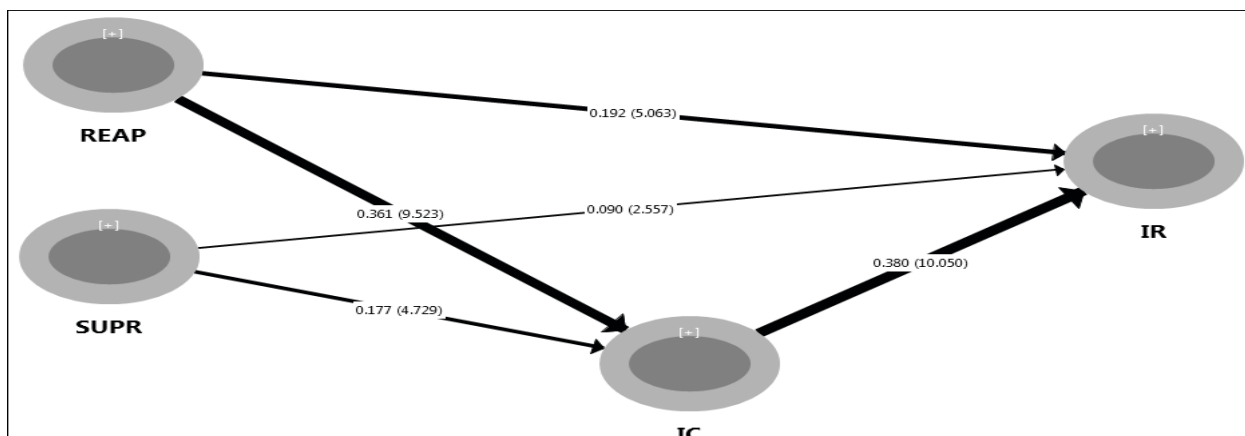 [+]
REAP
0.192 (5.063)
[+]
IR
0.361 (9.523)
0.090 (2.557)
[+]
SUPR
0.177 (4.729)
0.380 (10.050)
[+]
IC